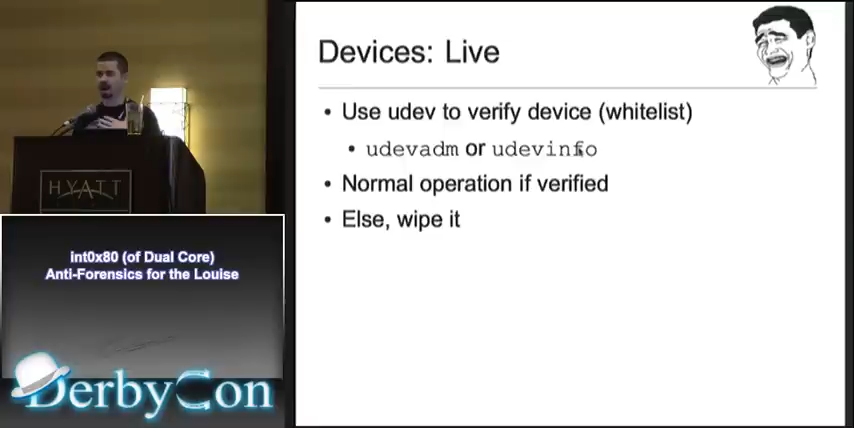 Devices: Live
• Use udev to verify device (whitelist)
• udevadm or udevinfo
• Normal operation if verified
• Else, wipe it
HYATT
int0x80 (of Dual Core)
Anti-Forensics for the Louise
DerbyCon